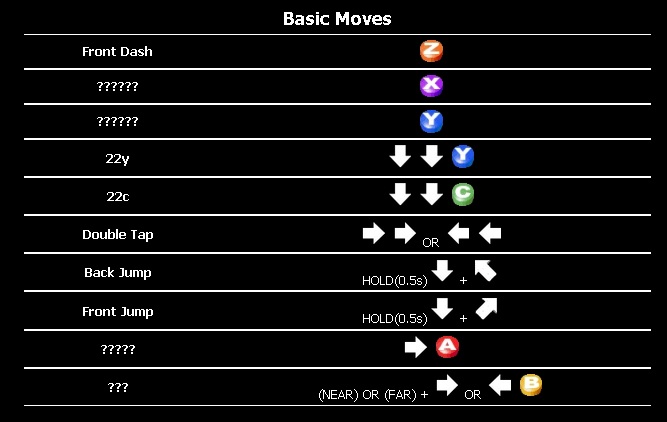 Basic Moves
Front Dash Z
?????? X
?????? Y
22y Y
22c C
Double Tap OR
Back Jump HOLD(0.5s) +
Front Jump HOLD(0.5s) +
????? A
??? (NEAR) OR (FAR) + OR B